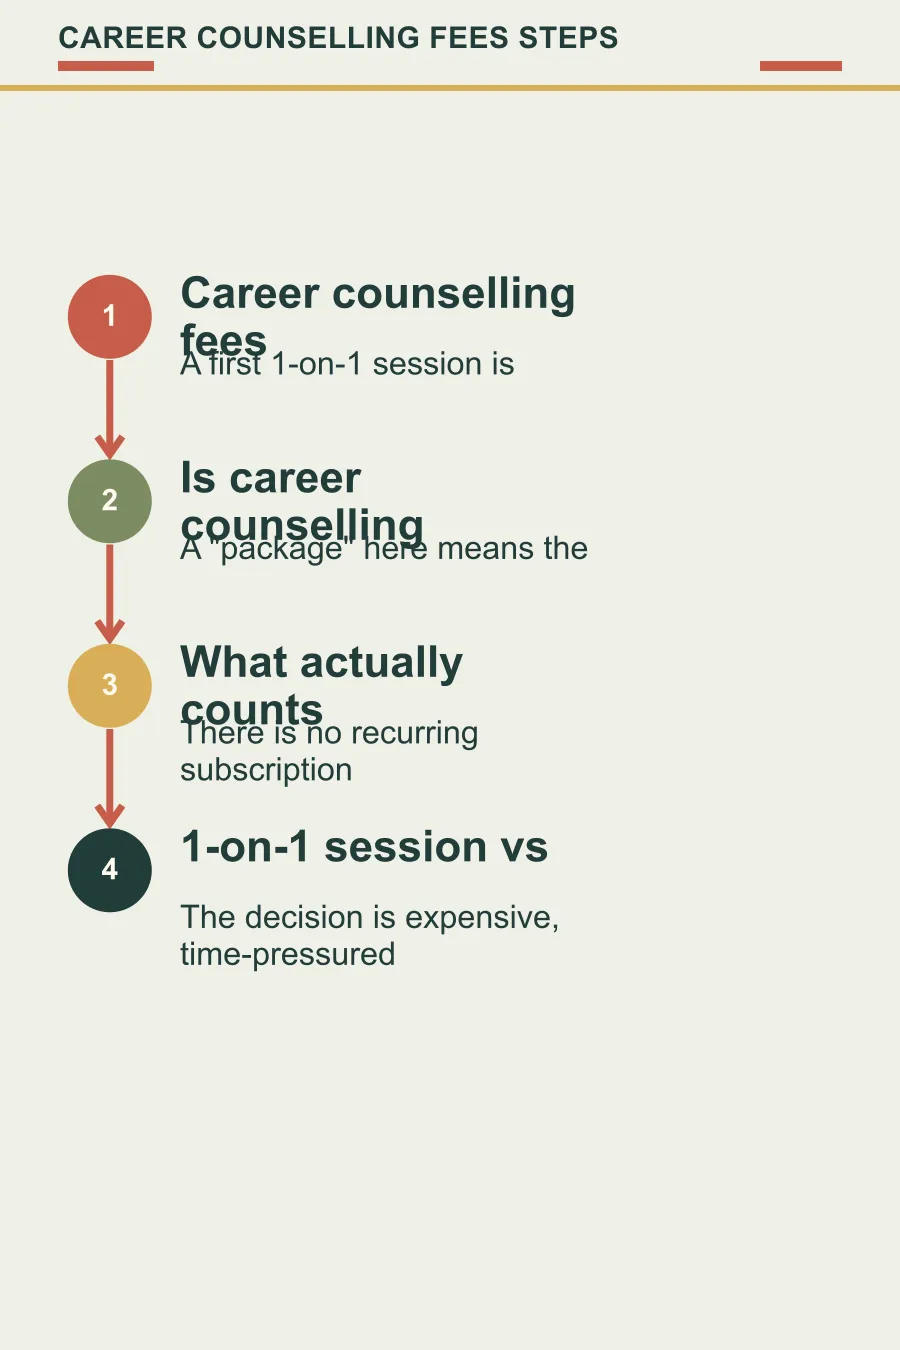 CAREER COUNSELLING FEES STEPS
1
Career counselling
fees
A first 1-on-1 session is
2
Is career
counselling
A "package" here means the
3
What actually
counts
There is no recurring
subscription
4
1-on-1 session vs
The decision is expensive,
time-pressured